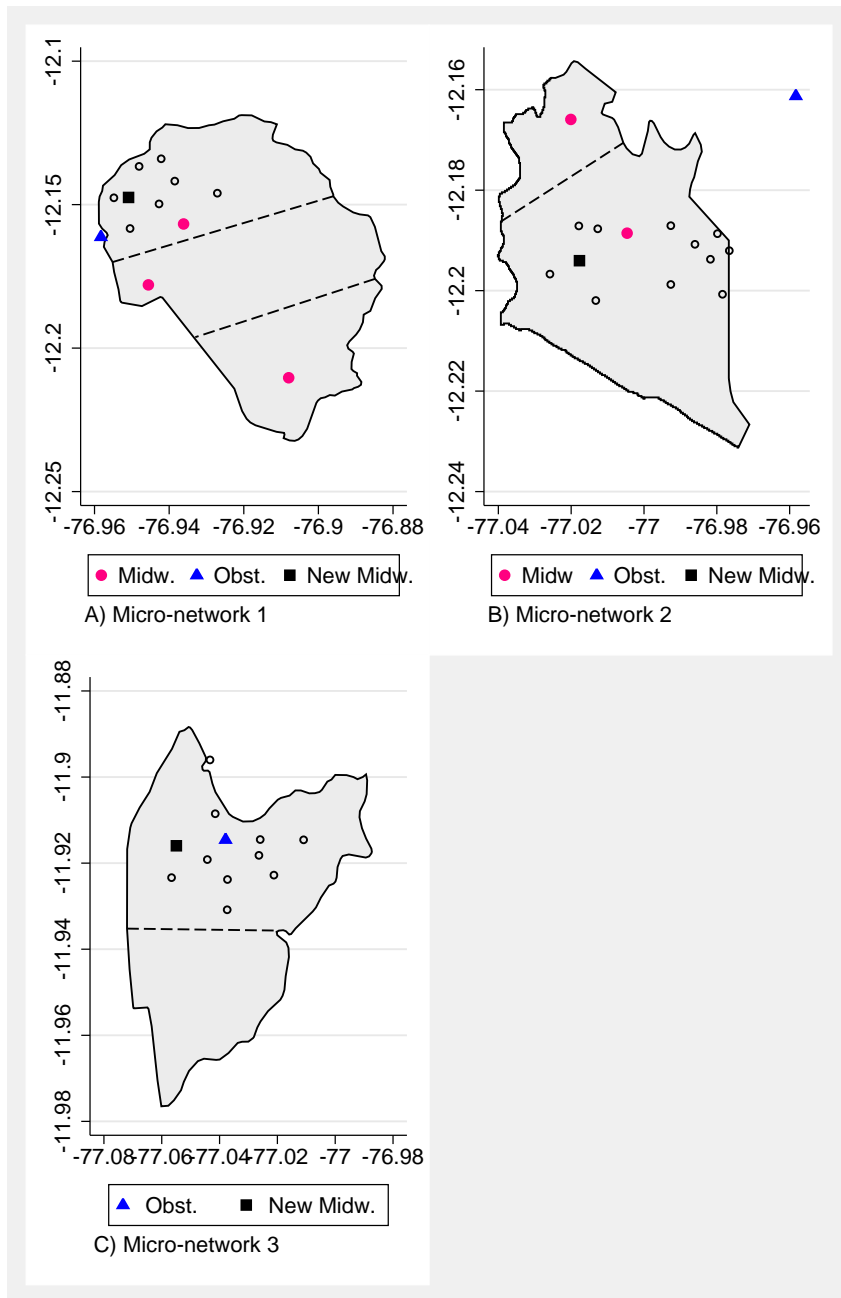 -12.1
-12.15
-12.2
-12.25
-76.96 -76.94 -76.92 -76.9 -76.88
Midw. Obst. New Midw.
A) Micro-network 1
-12.16
-12.18
-12.2
-12.22
-12.24
-77.04 -77.02 -77 -76.98 -76.96
Midw Obst. New Midw.
B) Micro-network 2
-11.88
-11.9
-11.92
-11.94
-11.96
-11.98
-77.08 -77.06 -77.04 -77.02 -77 -76.98
Obst. New Midw.
C) Micro-network 3